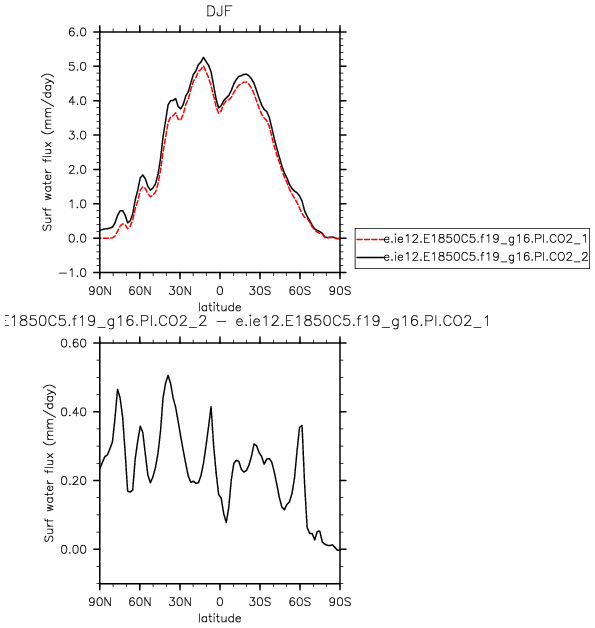 DJF
6.0
5.0
4.0
3.0
2.0
1.0
0.0
−1.0
Surf water flux (mm/day)
90N 60N 30N 0 30S 60S 90S
latitude
e.ie12.E1850C5.f19_g16.PI.CO2_1
e.ie12.E1850C5.f19_g16.PI.CO2_2
E1850C5.f19_g16.PI.CO2_2 − e.ie12.E1850C5.f19_g16.PI.CO2_1
0.60
0.40
0.20
0.00
Surf water flux (mm/day)
90N 60N 30N 0 30S 60S 90S
latitude